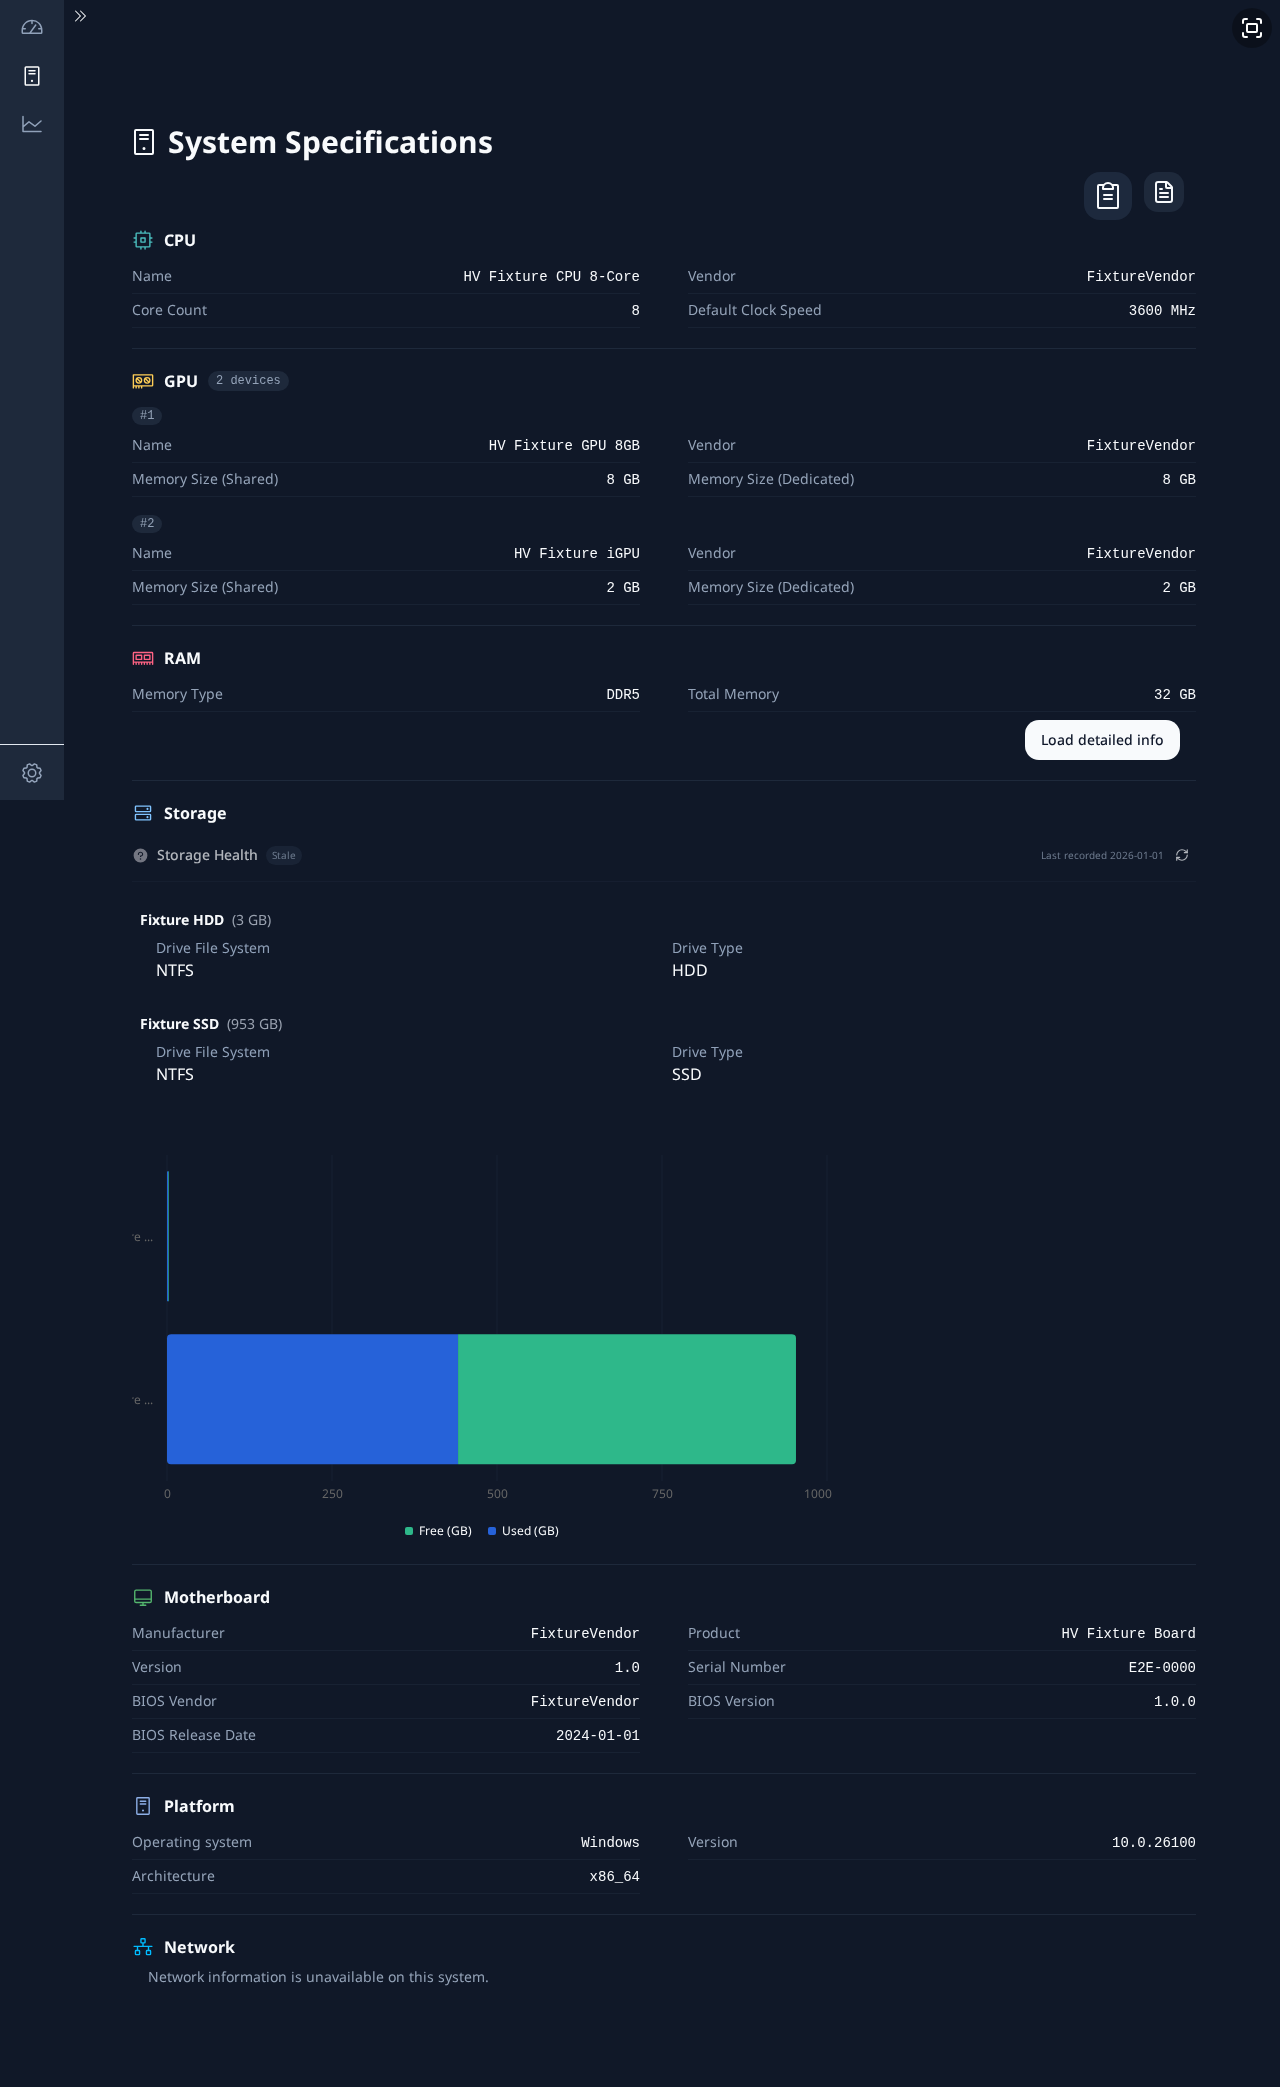 System Specifications
CPU
Name HV Fixture CPU 8-Core Vendor FixtureVendor
Core Count 8 Default Clock Speed 3600 MHz
GPU 2 devices
#1
Name HV Fixture GPU 8GB Vendor FixtureVendor
Memory Size (Shared) 8 GB Memory Size (Dedicated) 8 GB
#2
Name HV Fixture iGPU Vendor FixtureVendor
Memory Size (Shared) 2 GB Memory Size (Dedicated) 2 GB
RAM
Memory Type DDR5 Total Memory 32 GB
Load detailed info
Storage
Storage Health Stale Last recorded 2026-01-01
Fixture HDD (3 GB)
Drive File System Drive Type
NTFS HDD
Fixture SSD (953 GB)
Drive File System Drive Type
NTFS SSD
re ...
re ...
0 250 500 750 1000
Free (GB) Used (GB)
Motherboard
Manufacturer FixtureVendor Product HV Fixture Board
Version 1.0 Serial Number E2E-0000
BIOS Vendor FixtureVendor BIOS Version 1.0.0
BIOS Release Date 2024-01-01
Platform
Operating system Windows Version 10.0.26100
Architecture x86_64
Network
Network information is unavailable on this system.